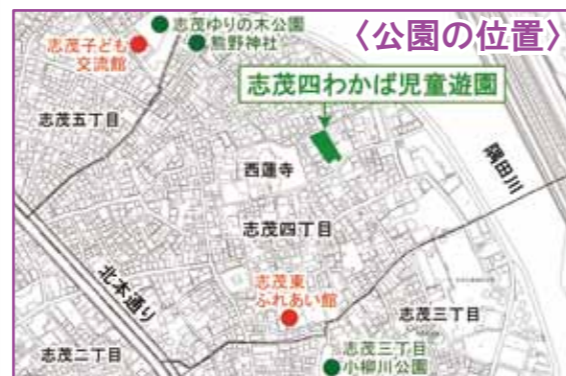 〈公園の位置〉
志茂ゆりの木公園
志茂子ども
交流館
熊野神社
志茂四わかば児童遊園
志茂五丁目
西蓮寺
隅田川
志茂四丁目
北本通り
志茂東
ふれあい館
志茂三丁目
志茂二丁目
志茂三丁目
小柳川公園